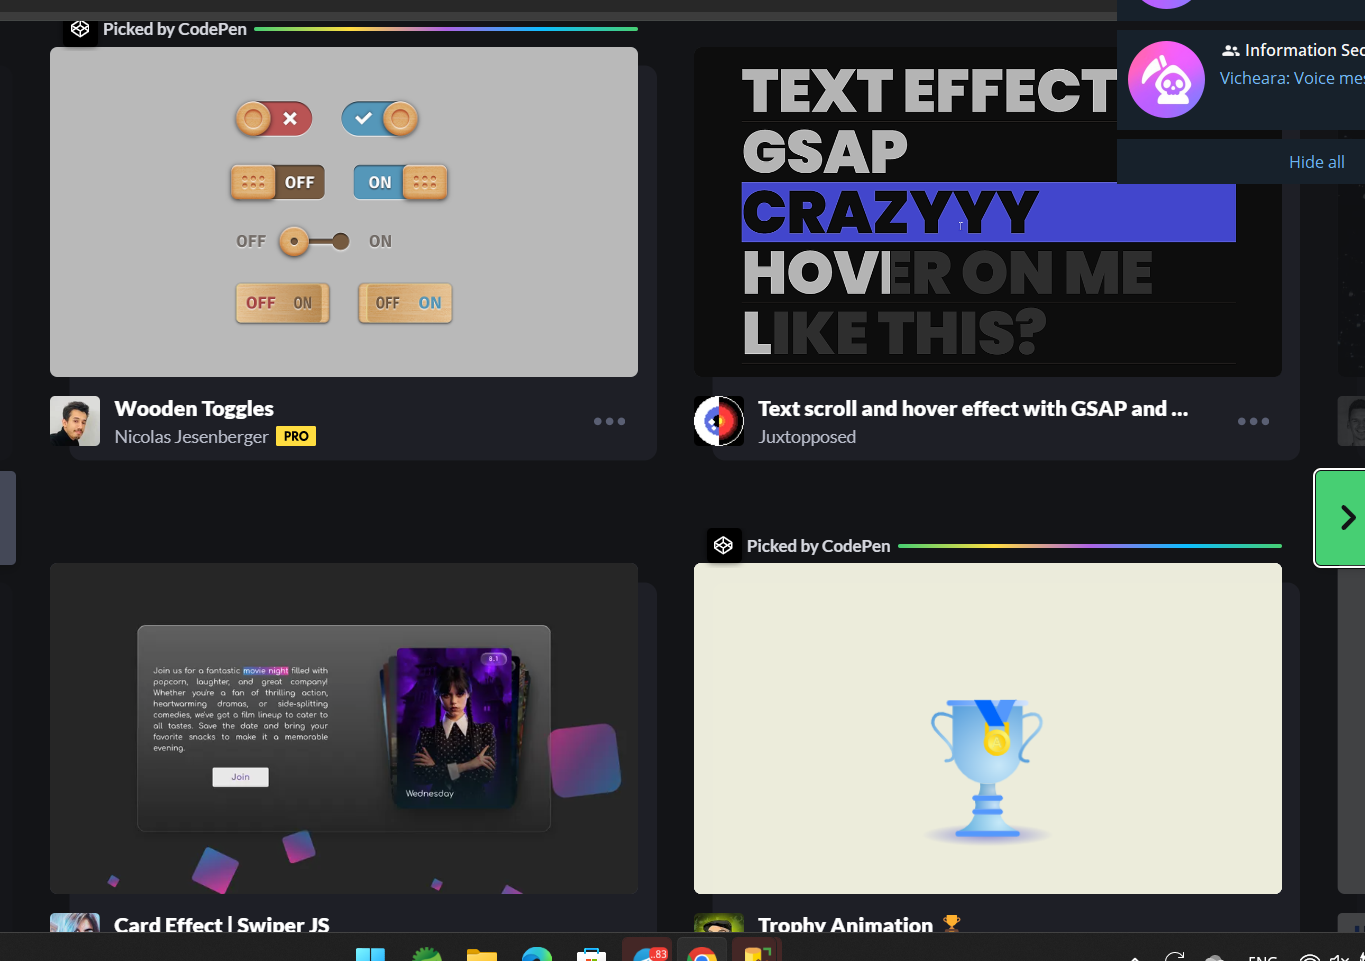 Picked by CodePen
OFF
ON
OFF
ON
OFF
ON
OFF
ON
Wooden Toggles
Nicolas Jesenberger PRO
TEXT EFFECT
GSAP
CRAZYYY
HOVER ON ME
LIKE THIS?
Text scroll and hover effect with GSAP and ...
Juxtopposed
Information Sec
Vicheara: Voice mes
Hide all
Join us for a fantastic movie night filled with
popcorn, laughter, and great company!
Whether you're a fan of thrilling action,
heartwarming dramas, or side-splitting
comedies, we've got a film lineup to cater to
all tastes. Save the date and bring your
favorite snacks to make it a memorable
evening.
Join
8.1
Wednesday
Card Effect | Swiper JS
Picked by CodePen
Trophy Animation
..83
ENG